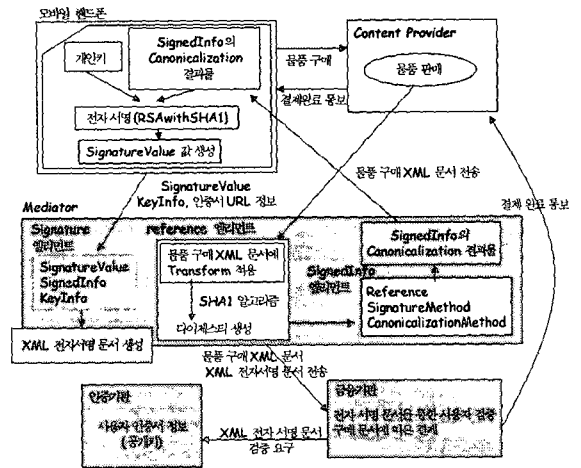 모바일 핸드폰
개인키
SignedInfo의
Canonicalization
결과물
전자 서명 (RSAwithSHA1)
SignatureValue 값 생성
물품 구매
결제완료 통보
Content Provider
물품 판매
물품 구매 XML 문서 전송
결제 완료 통보
SignatureValue
KeyInfo, 인증서 URL 정보
Mediator
Signature
엘리먼트
SignatureValue
SignedInfo
KeyInfo
XML 전자서명 문서 생성
reference 엘리먼트
물품 구매 XML 문서에
Transform 적용
SHA1 알고리즘
다이제스트 생성
SignedInfo
엘리먼트
SignedInfo의
Canonicalization 결과물
Reference
SignatureMethod
CanonicalizationMethod
물품 구매 XML 문서
XML 전자서명 문서 전송
인증기관
사용자 인증서 정보
(공개키)
XML 전자 서명 문서
검증 요구
금융기관
전자 서명 문서를 통한 사용자 검증
구매 문서에 따른 결제